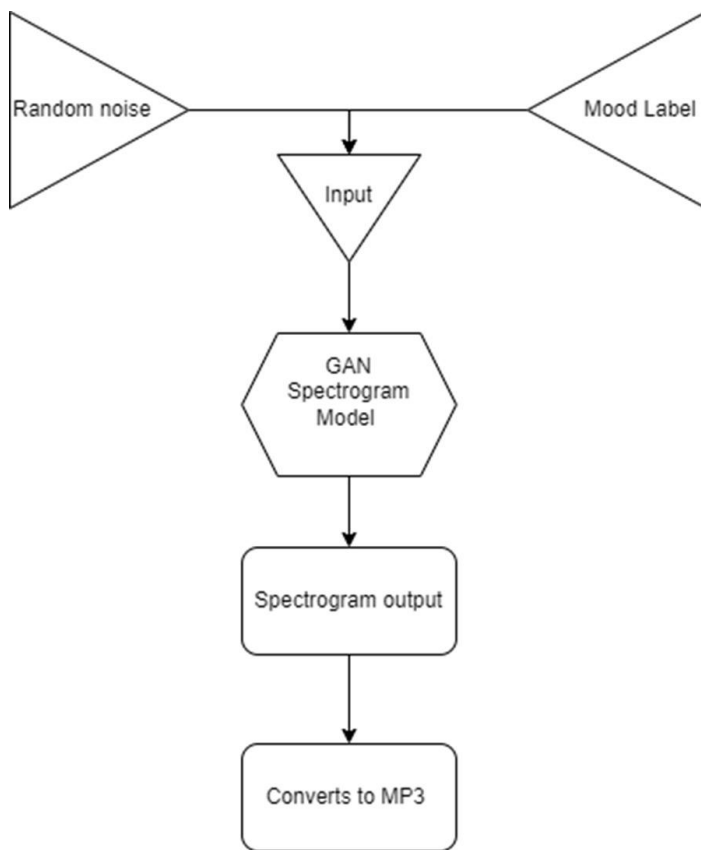 Random noise
Mood Label
Input
GAN
Spectrogram
Model
Spectrogram output
Converts to MP3